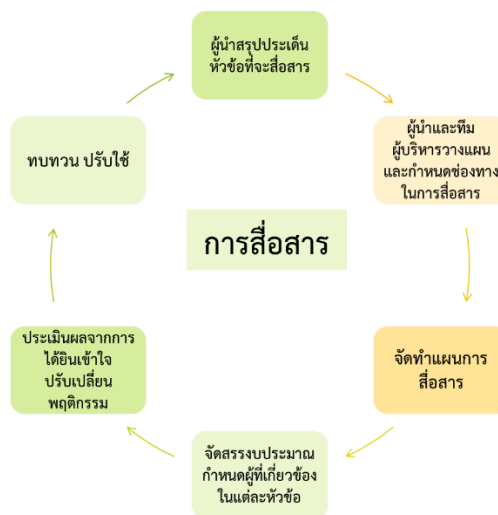 ผู้นำสรุปประเด็น
หัวข้อที่จะสื่อสาร
ผู้นำและทีม
ผู้บริหารวางแผน
และกำหนดช่องทาง
ในการสื่อสาร
จัดทำแผนการ
สื่อสาร
จัดสรรงบประมาณ
กำหนดผู้ที่เกี่ยวข้อง
ในแต่ละหัวข้อ
ประเมินผลจากการ
ได้ยินเข้าใจ
ปรับเปลี่ยน
พฤติกรรม
ทบทวน ปรับใช้
การสื่อสาร